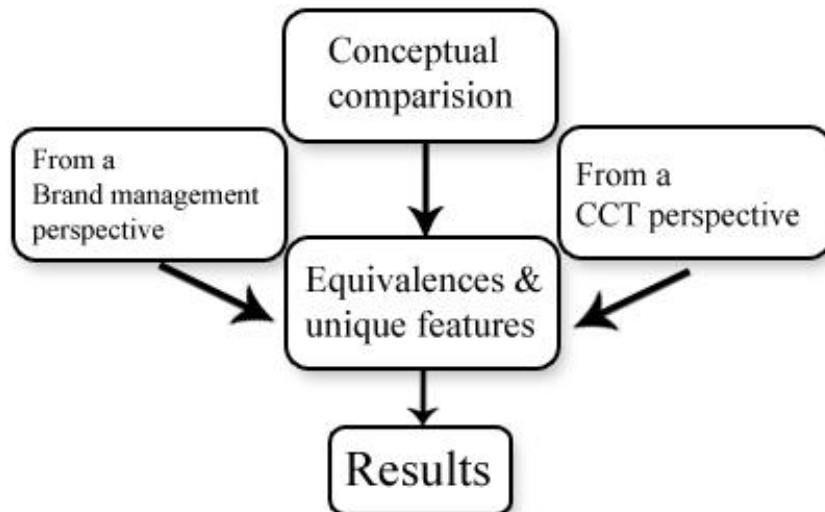 Conceptual
comparision
From a
Brand management
perspective
From a
CCT perspective
Equivalences &
unique features
Results